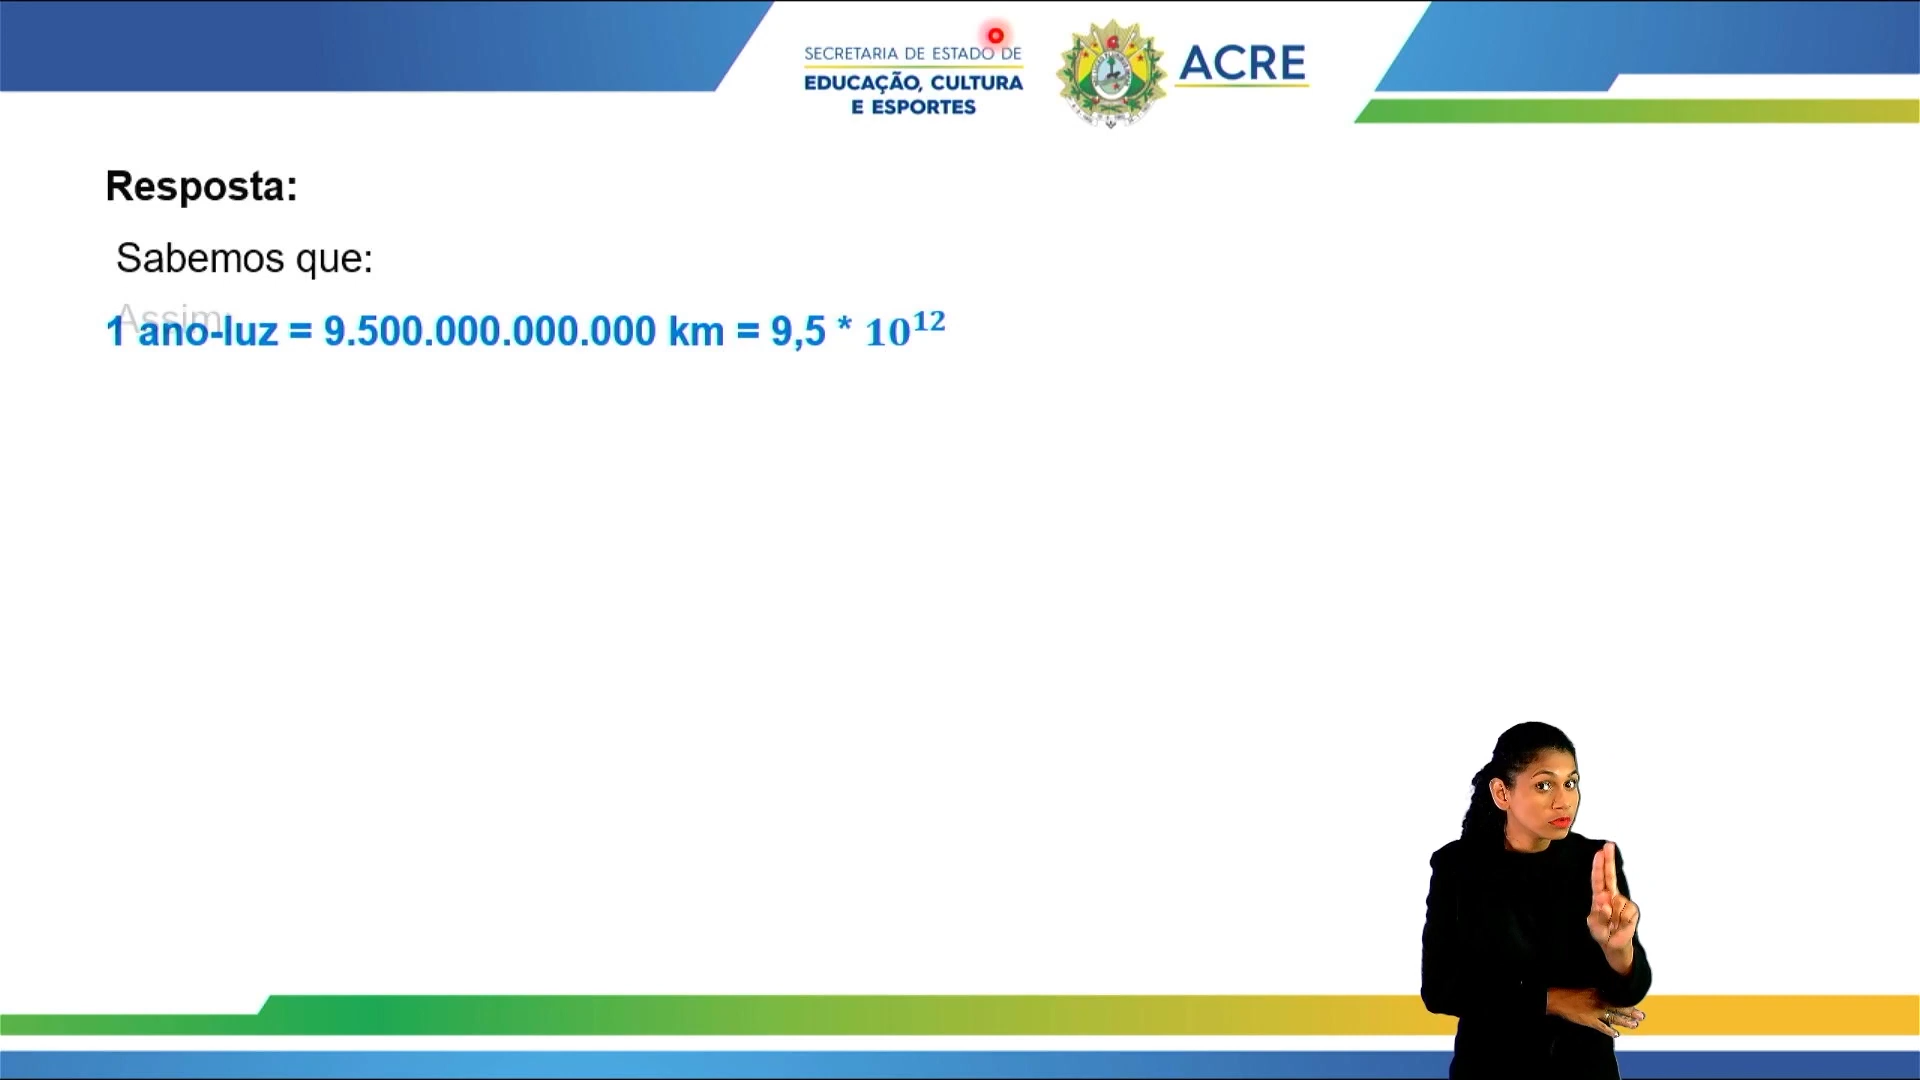 SECRETARIA DE ESTADO DE
EDUCAÇÃO, CULTURA
E ESPORTES
ACRE
Resposta:
Sabemos que:
Assim
1 ano-luz = 9.500.000.000.000 km = 9,5 * 10¹²